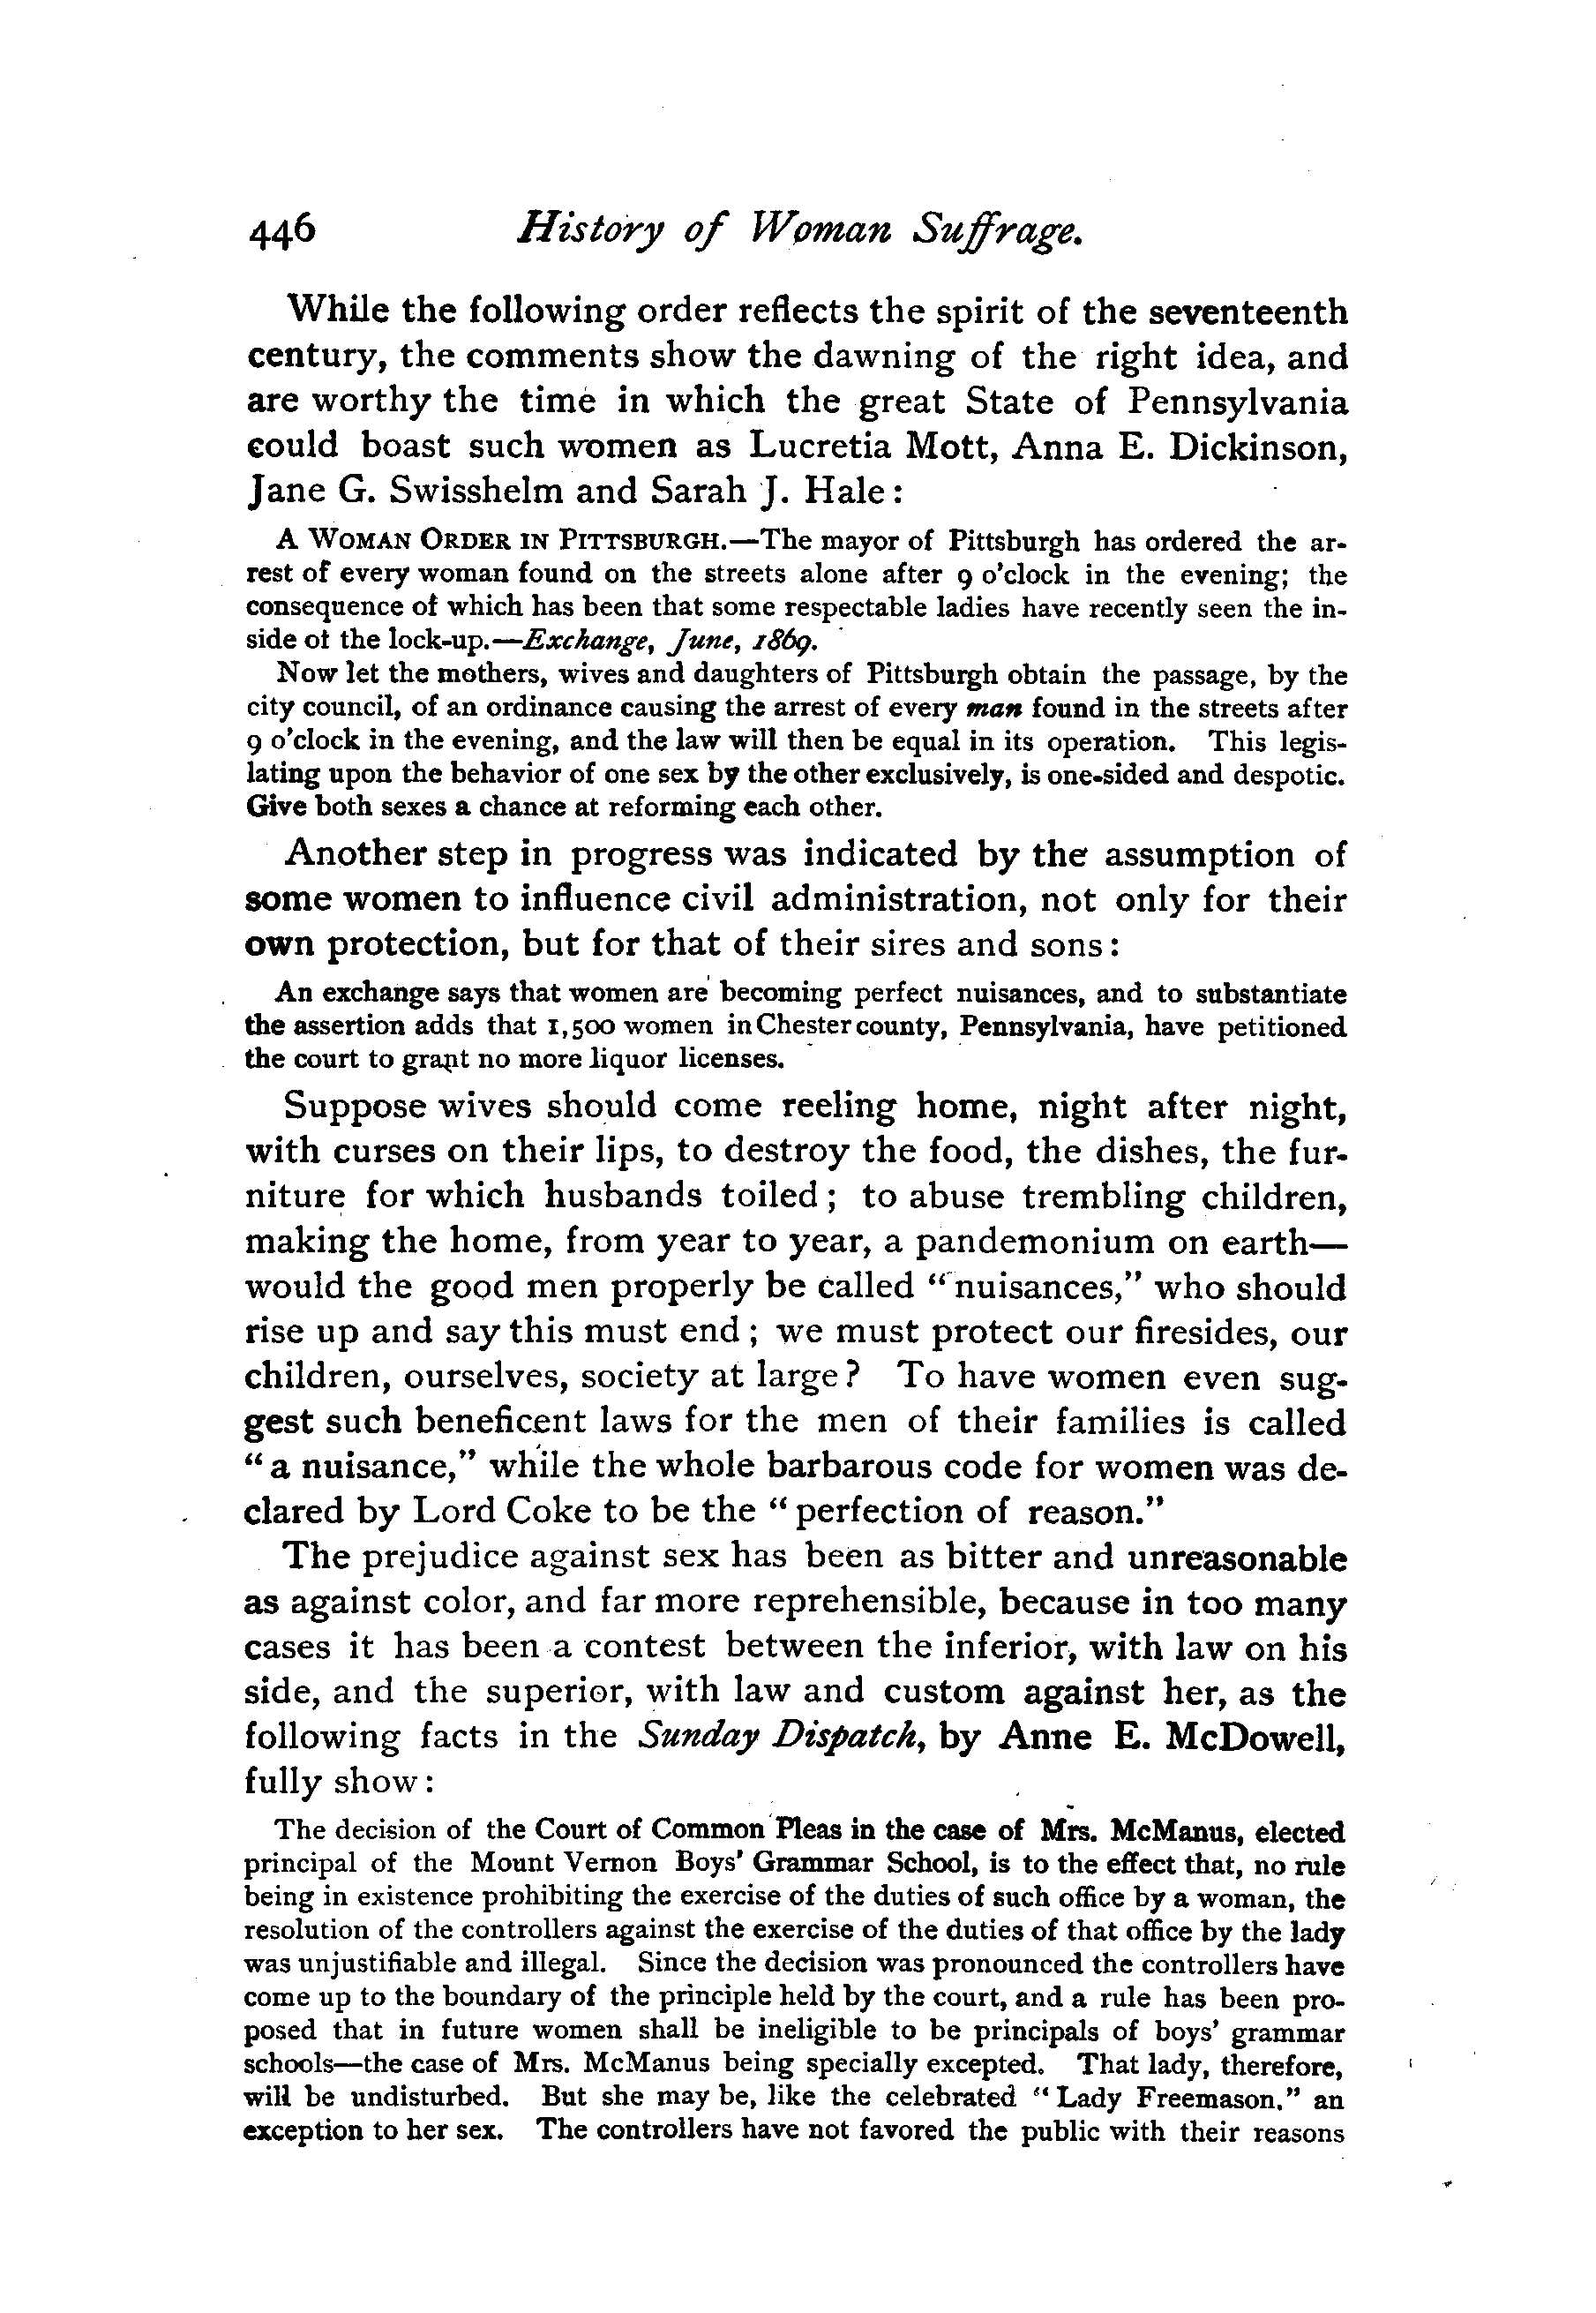 446 History of Woman Suffrage.
While the following order reflects the spirit of the seventeenth
century, the comments show the dawning of the right idea, and
are worthy the time in which the great State of Pennsylvania
could boast such women as Lucretia Mott, Anna E. Dickinson,
Jane G. Swisshelm and Sarah J. Hale:
A WOMAN ORDER IN PITTSBURGH.—The mayor of Pittsburgh has ordered the ar-
rest of every woman found on the streets alone after 9 o'clock in the evening; the
consequence of which has been that some respectable ladies have recently seen the in-
side of the lock-up.—Exchange, June, 1869.
Now let the mothers, wives and daughters of Pittsburgh obtain the passage, by the
city council, of an ordinance causing the arrest of every man found in the streets after
9 o'clock in the evening, and the law will then be equal in its operation. This legis-
lating upon the behavior of one sex by the other exclusively, is one-sided and despotic.
Give both sexes a chance at reforming each other.
Another step in progress was indicated by the assumption of
some women to influence civil administration, not only for their
own protection, but for that of their sires and sons:
An exchange says that women are becoming perfect nuisances, and to substantiate
the assertion adds that 1,500 women in Chester county, Pennsylvania, have petitioned
the court to grant no more liquor licenses.
Suppose wives should come reeling home, night after night,
with curses on their lips, to destroy the food, the dishes, the fur-
niture for which husbands toiled; to abuse trembling children,
making the home, from year to year, a pandemonium on earth—
would the good men properly be called "nuisances," who should
rise up and say this must end; we must protect our firesides, our
children, ourselves, society at large? To have women even sug-
gest such beneficent laws for the men of their families is called
"a nuisance," while the whole barbarous code for women was de-
clared by Lord Coke to be the "perfection of reason."
The prejudice against sex has been as bitter and unreasonable
as against color, and far more reprehensible, because in too many
cases it has been a contest between the inferior, with law on his
side, and the superior, with law and custom against her, as the
following facts in the Sunday Dispatch, by Anne E. McDowell,
fully show:
The decision of the Court of Common Pleas in the case of Mrs. McManus, elected
principal of the Mount Vernon Boys' Grammar School, is to the effect that, no rule
being in existence prohibiting the exercise of the duties of such office by a woman, the
resolution of the controllers against the exercise of the duties of that office by the lady
was unjustifiable and illegal. Since the decision was pronounced the controllers have
come up to the boundary of the principle held by the court, and a rule has been pro-
posed that in future women shall be ineligible to be principals of boys' grammar
schools—the case of Mrs. McManus being specially excepted. That lady, therefore,
will be undisturbed. But she may be, like the celebrated "Lady Freemason." an
exception to her sex. The controllers have not favored the public with their reasons